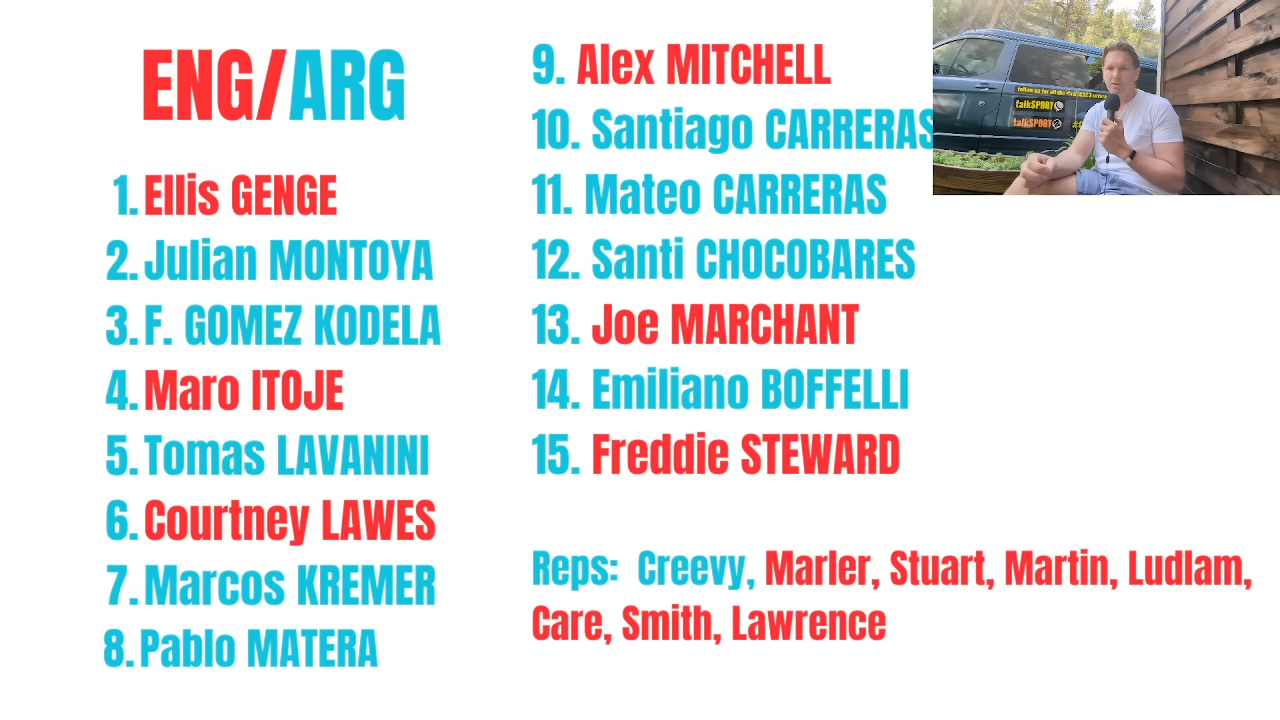 ENG/ARG
1. Ellis GENGE
2. Julian MONTOYA
3. F. GOMEZ KODELA
4. Maro ITOJE
5. Tomas LAVANINI
6. Courtney LAWES
7. Marcos KREMER
8. Pablo MATERA
9. Alex MITCHELL
10. Santiago CARRERAS
11. Mateo CARRERAS
12. Santi CHOCOBARES
13. Joe MARCHANT
14. Emiliano BOFFELLI
15. Freddie STEWARD
Reps: Creevy, Marler, Stuart, Martin, Ludlam,
Care, Smith, Lawrence
talkSPORT
talkSPORT